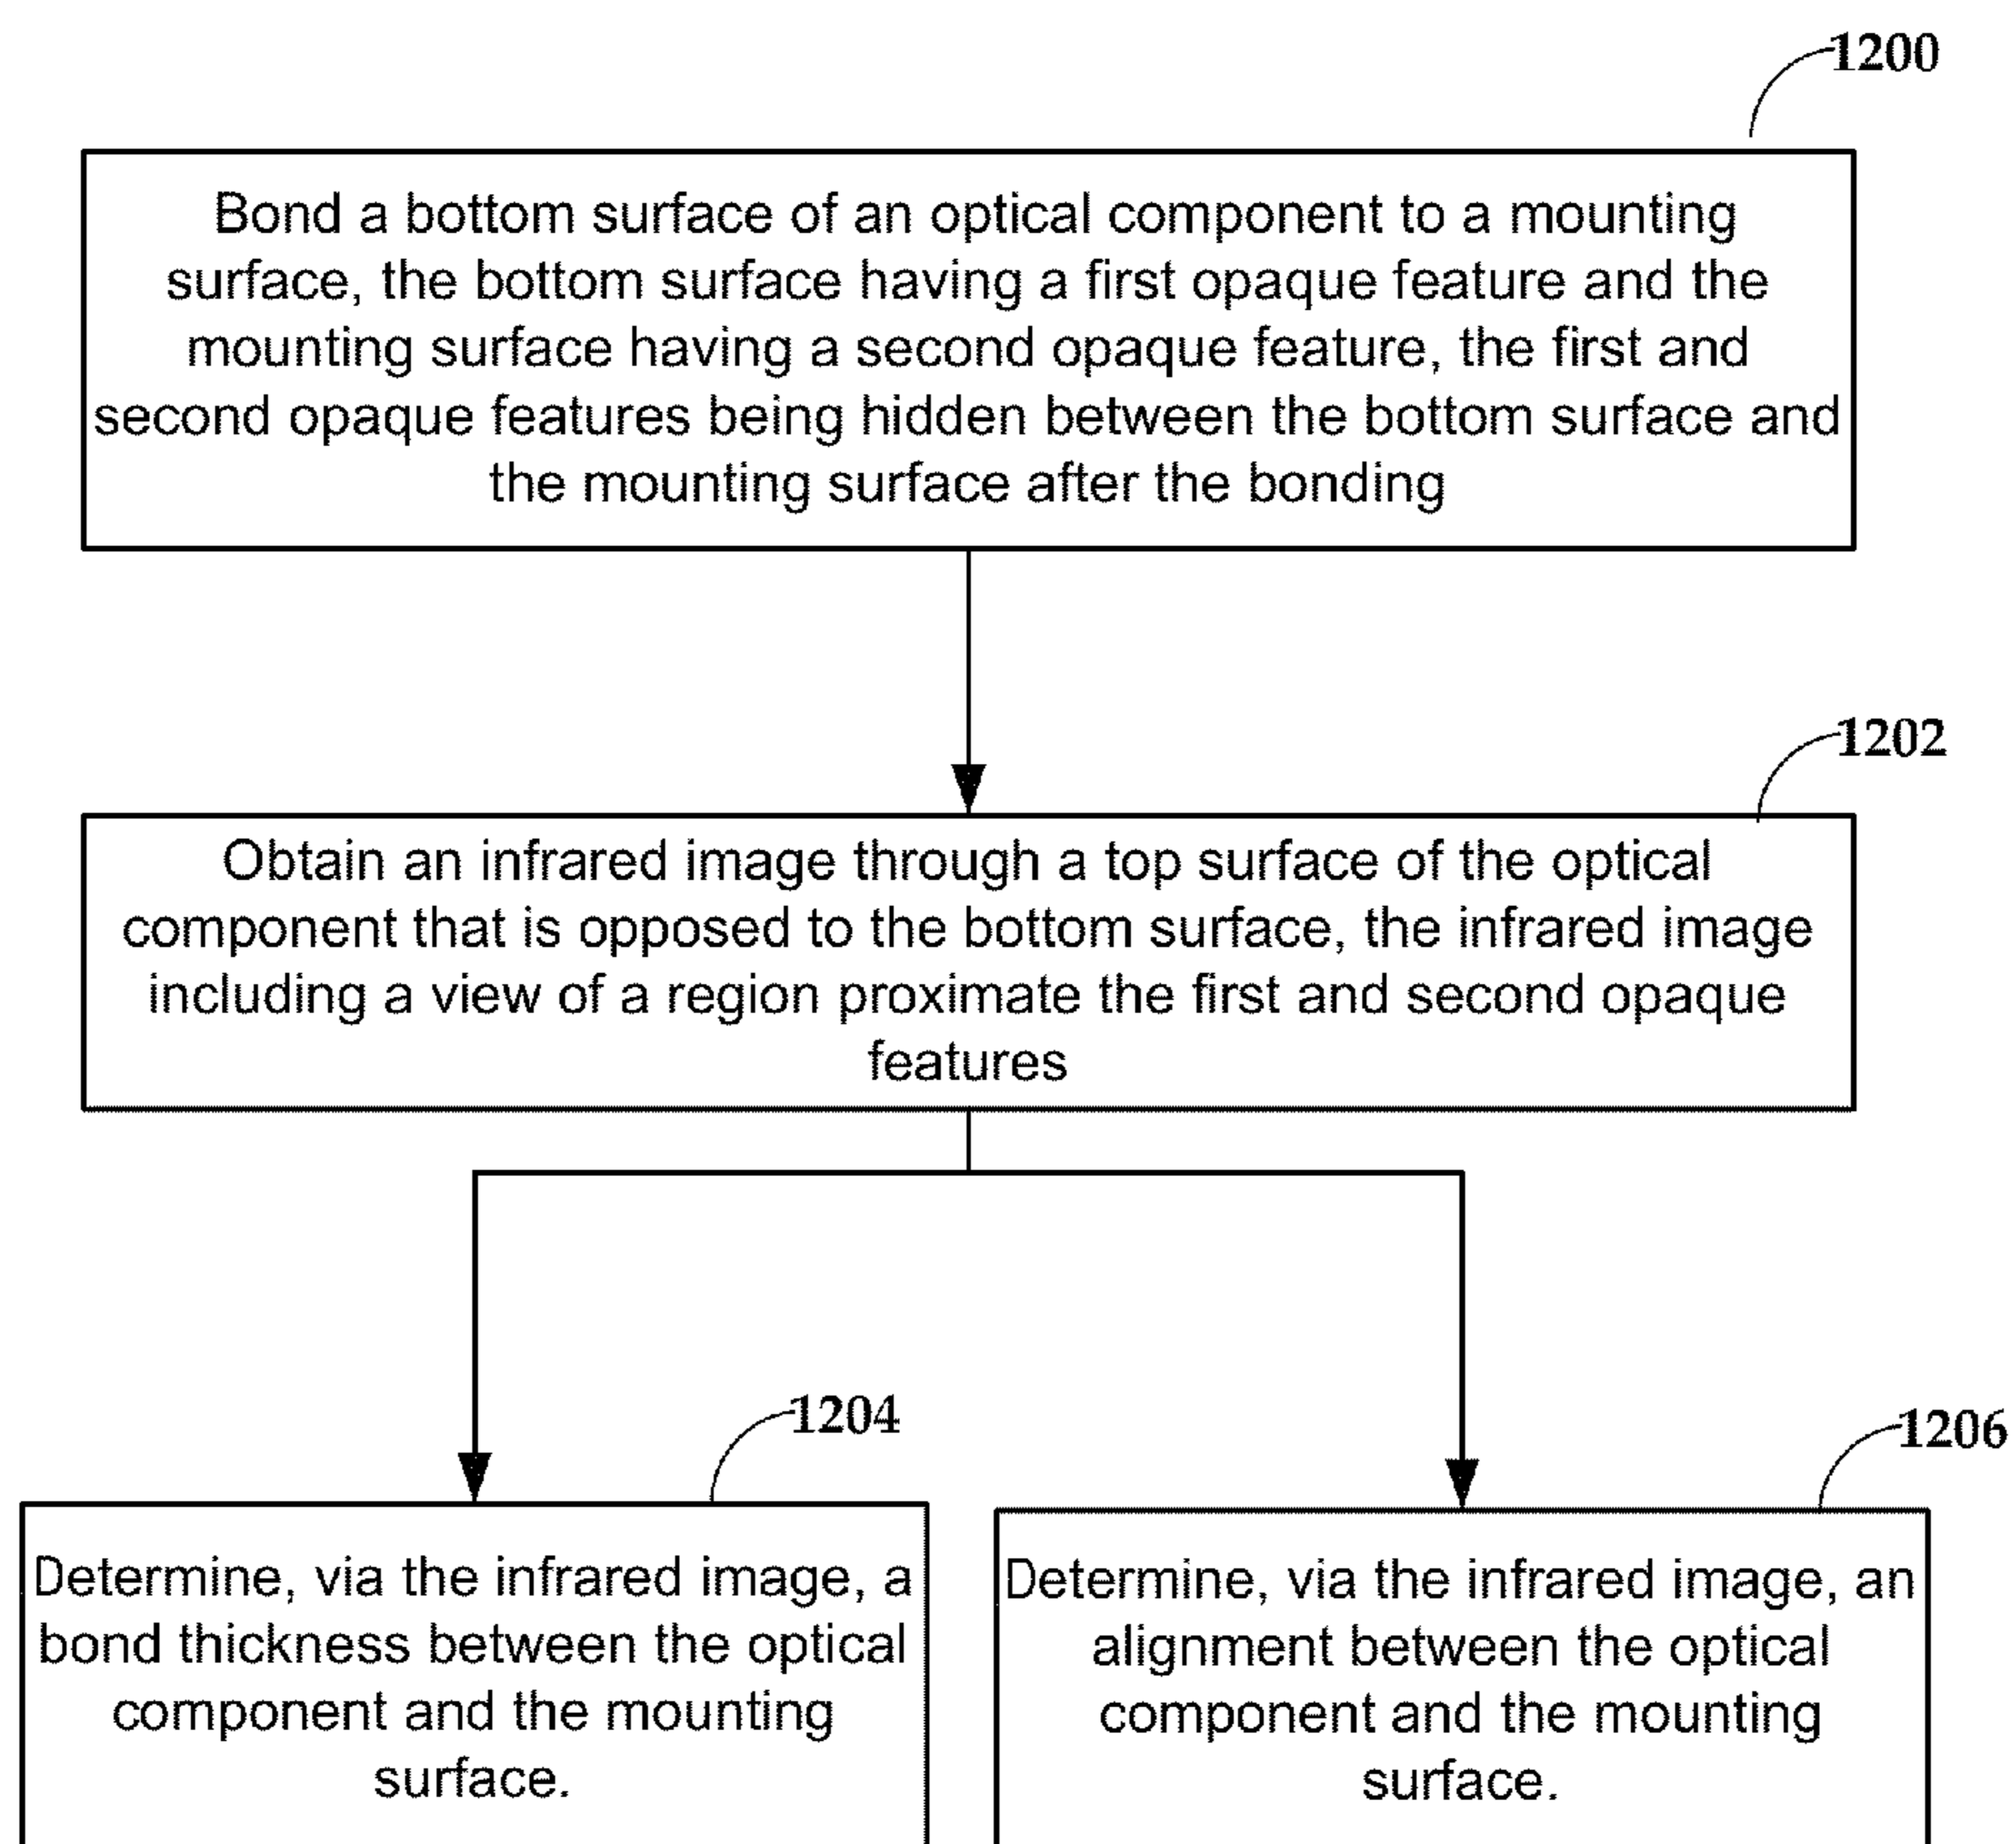 1200
Bond a bottom surface of an optical component to a mounting
surface, the bottom surface having a first opaque feature and the
mounting surface having a second opaque feature, the first and
second opaque features being hidden between the bottom surface and
the mounting surface after the bonding
1202
Obtain an infrared image through a top surface of the optical
component that is opposed to the bottom surface, the infrared image
including a view of a region proximate the first and second opaque
features
1204
Determine, via the infrared image, a
bond thickness between the optical
component and the mounting
surface.
1206
Determine, via the infrared image, an
alignment between the optical
component and the mounting
surface.